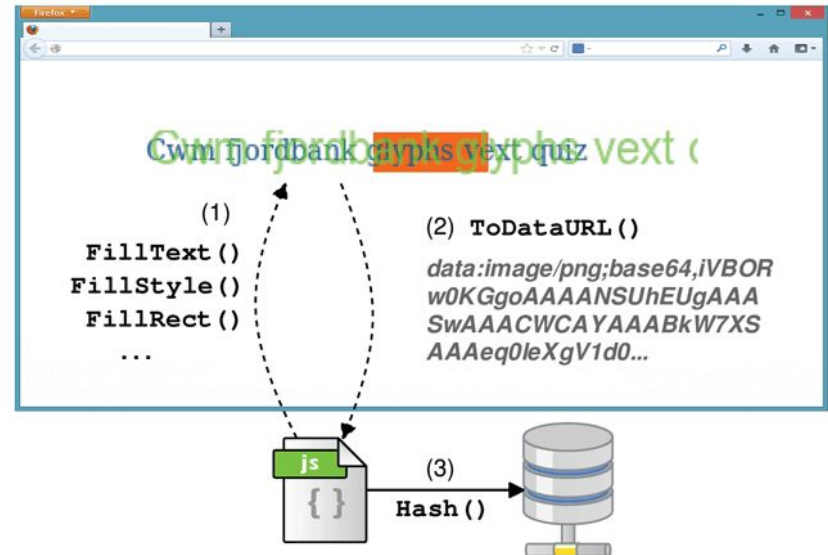 Firefox
Cwm fjordbank glyphs vext quiz
Cwm fjordbank glyphs vext q
(1)
FillText()
FillStyle()
FillRect()
...
(2) ToDataURL()
data:image/png;base64,iVBOR
w0KGgoAAAANSUhEUgAAA
SwAAACWCAYAAABkW7XS
AAAeq0leXgV1d0...
js
{ }
(3)
Hash()